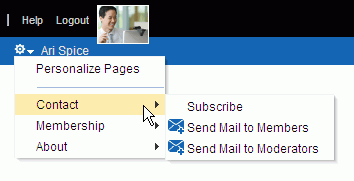 | Help Logout
Ari Spice
Personalize Pages
Contact
Subscribe
Membership
Send Mail to Members
About
Send Mail to Moderators